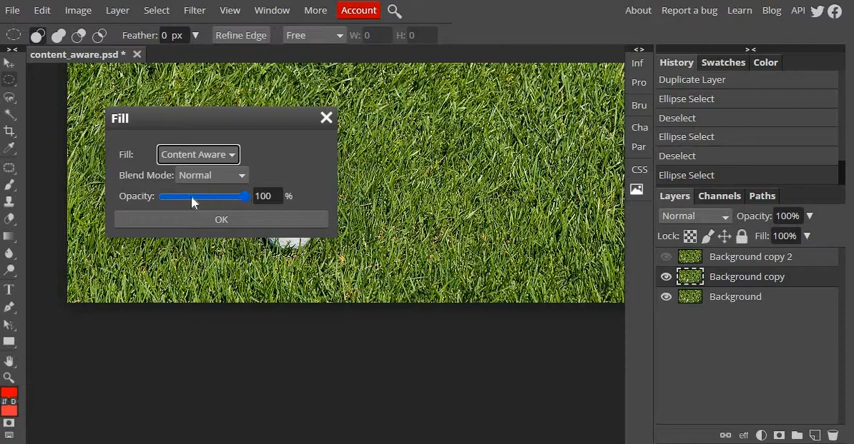 File Edit Image Layer Select Filter View Window More Account About Report a bug Learn Blog API
Feather: 0 px Refine Edge Free W: 0 H: 0
> < < > > <
content_aware.psd *
Inf
Pro
Bru
Cha
Par
CSS
Fill
Fill: Content Aware
Blend Mode: Normal
Opacity: 100 %
OK
History Swatches Color
Duplicate Layer
Ellipse Select
Deselect
Ellipse Select
Deselect
Ellipse Select
Layers Channels Paths
Normal Opacity: 100%
Lock: Fill: 100%
Background copy 2
Background copy
Background
D
eff